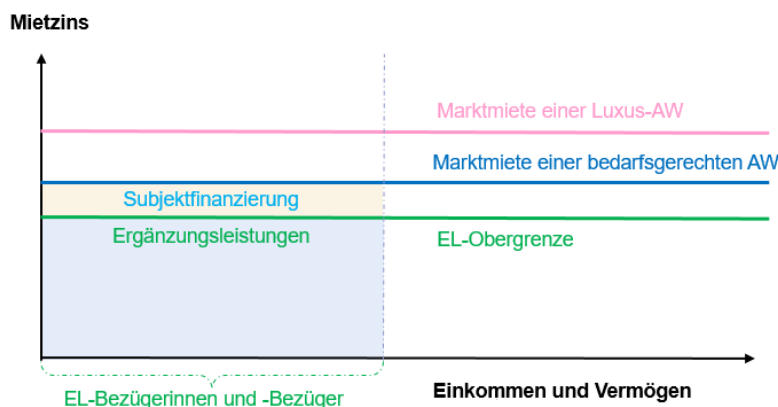 Mietzins
Marktmiete einer Luxus-AW
Marktmiete einer bedarfsgerechten AW
Subjektfinanzierung
Ergänzungsleistungen
EL-Obergrenze
EL-Bezügerinnen und -Bezüger
Einkommen und Vermögen